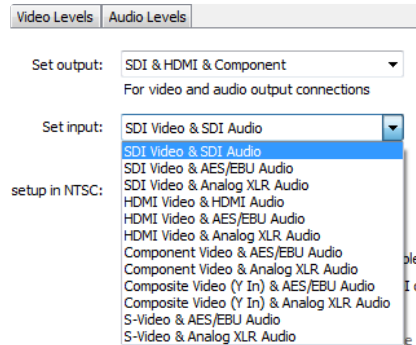 Video Levels Audio Levels
Set output: SDI & HDMI & Component
For video and audio output connections
Set input: SDI Video & SDI Audio
SDI Video & SDI Audio
SDI Video & AES/EBU Audio
setup in NTSC: SDI Video & Analog XLR Audio
HDMI Video & HDMI Audio
HDMI Video & AES/EBU Audio
HDMI Video & Analog XLR Audio
Component Video & AES/EBU Audio
Component Video & Analog XLR Audio
Composite Video (Y In) & AES/EBU Audio
Composite Video (Y In) & Analog XLR Audio
S-Video & AES/EBU Audio
S-Video & Analog XLR Audio